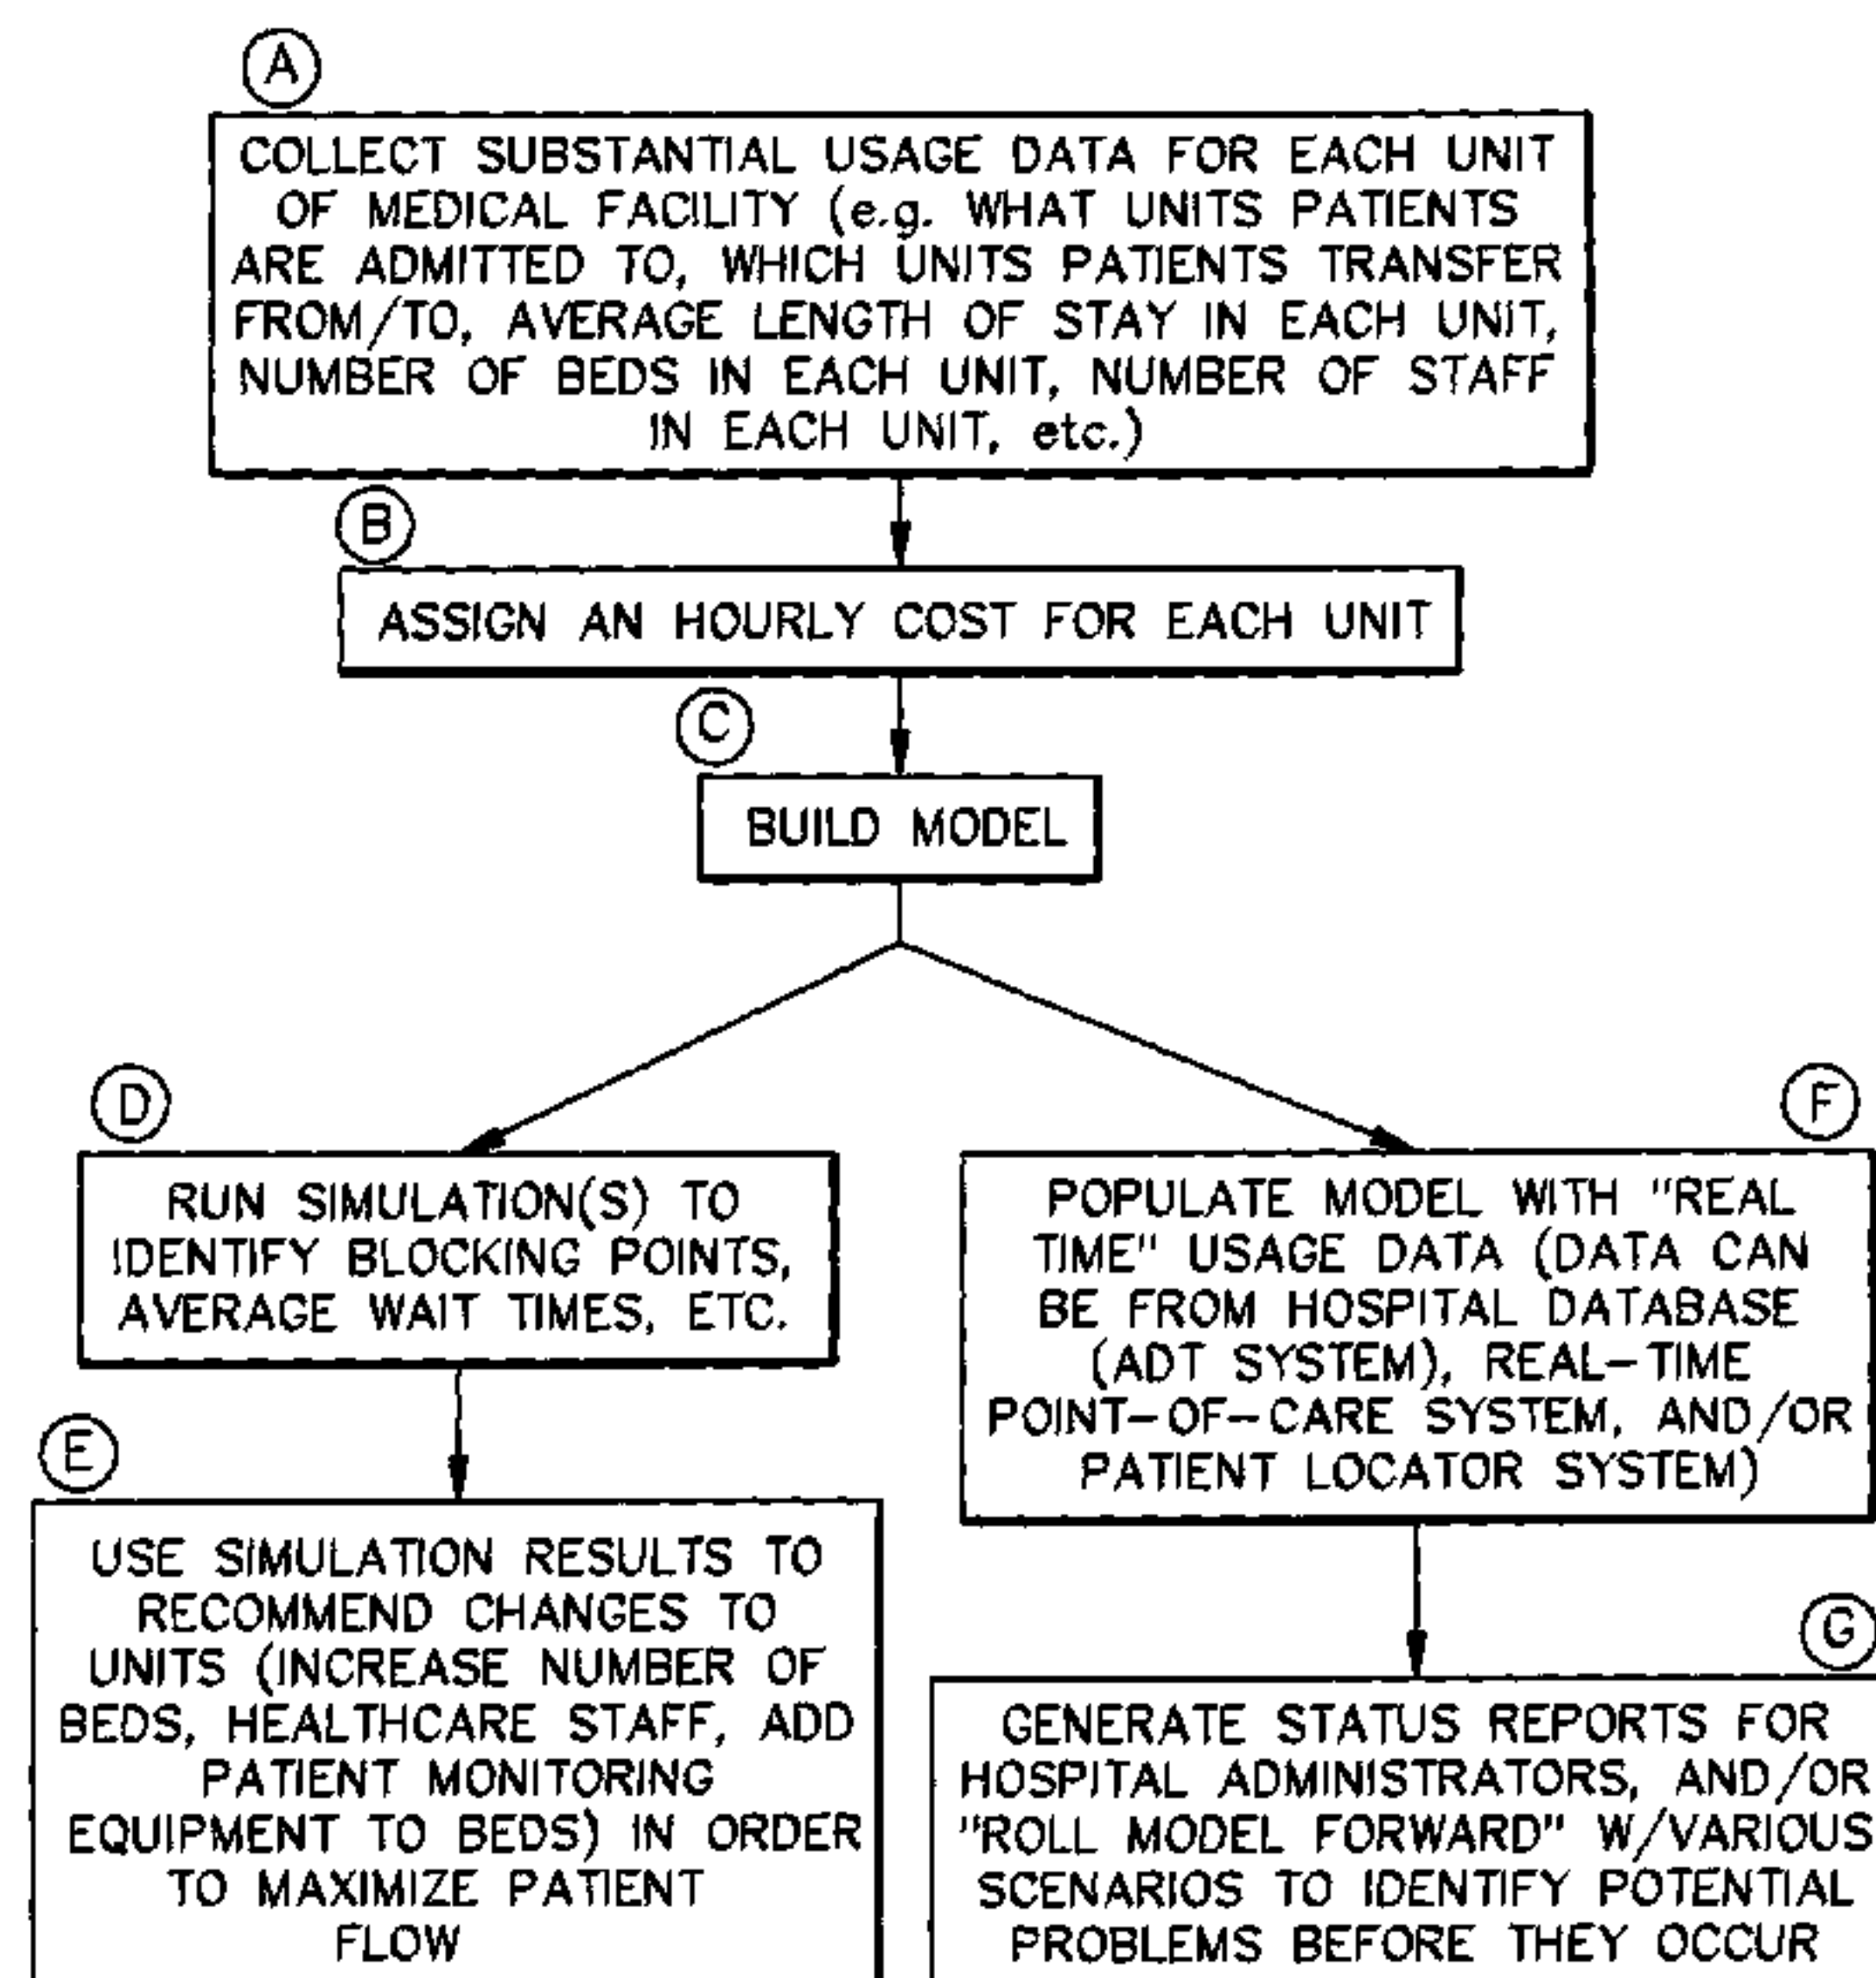 A
COLLECT SUBSTANTIAL USAGE DATA FOR EACH UNIT
OF MEDICAL FACILITY (e.g. WHAT UNITS PATIENTS
ARE ADMITTED TO, WHICH UNITS PATIENTS TRANSFER
FROM/TO, AVERAGE LENGTH OF STAY IN EACH UNIT,
NUMBER OF BEDS IN EACH UNIT, NUMBER OF STAFF
IN EACH UNIT, etc.)
B
ASSIGN AN HOURLY COST FOR EACH UNIT
C
BUILD MODEL
D
RUN SIMULATION(S) TO
IDENTIFY BLOCKING POINTS,
AVERAGE WAIT TIMES, ETC.
E
USE SIMULATION RESULTS TO
RECOMMEND CHANGES TO
UNITS (INCREASE NUMBER OF
BEDS, HEALTHCARE STAFF, ADD
PATIENT MONITORING
EQUIPMENT TO BEDS) IN ORDER
TO MAXIMIZE PATIENT
FLOW
F
POPULATE MODEL WITH "REAL
TIME" USAGE DATA (DATA CAN
BE FROM HOSPITAL DATABASE
(ADT SYSTEM), REAL-TIME
POINT-OF-CARE SYSTEM, AND/OR
PATIENT LOCATOR SYSTEM)
G
GENERATE STATUS REPORTS FOR
HOSPITAL ADMINISTRATORS, AND/OR
"ROLL MODEL FORWARD" W/VARIOUS
SCENARIOS TO IDENTIFY POTENTIAL
PROBLEMS BEFORE THEY OCCUR